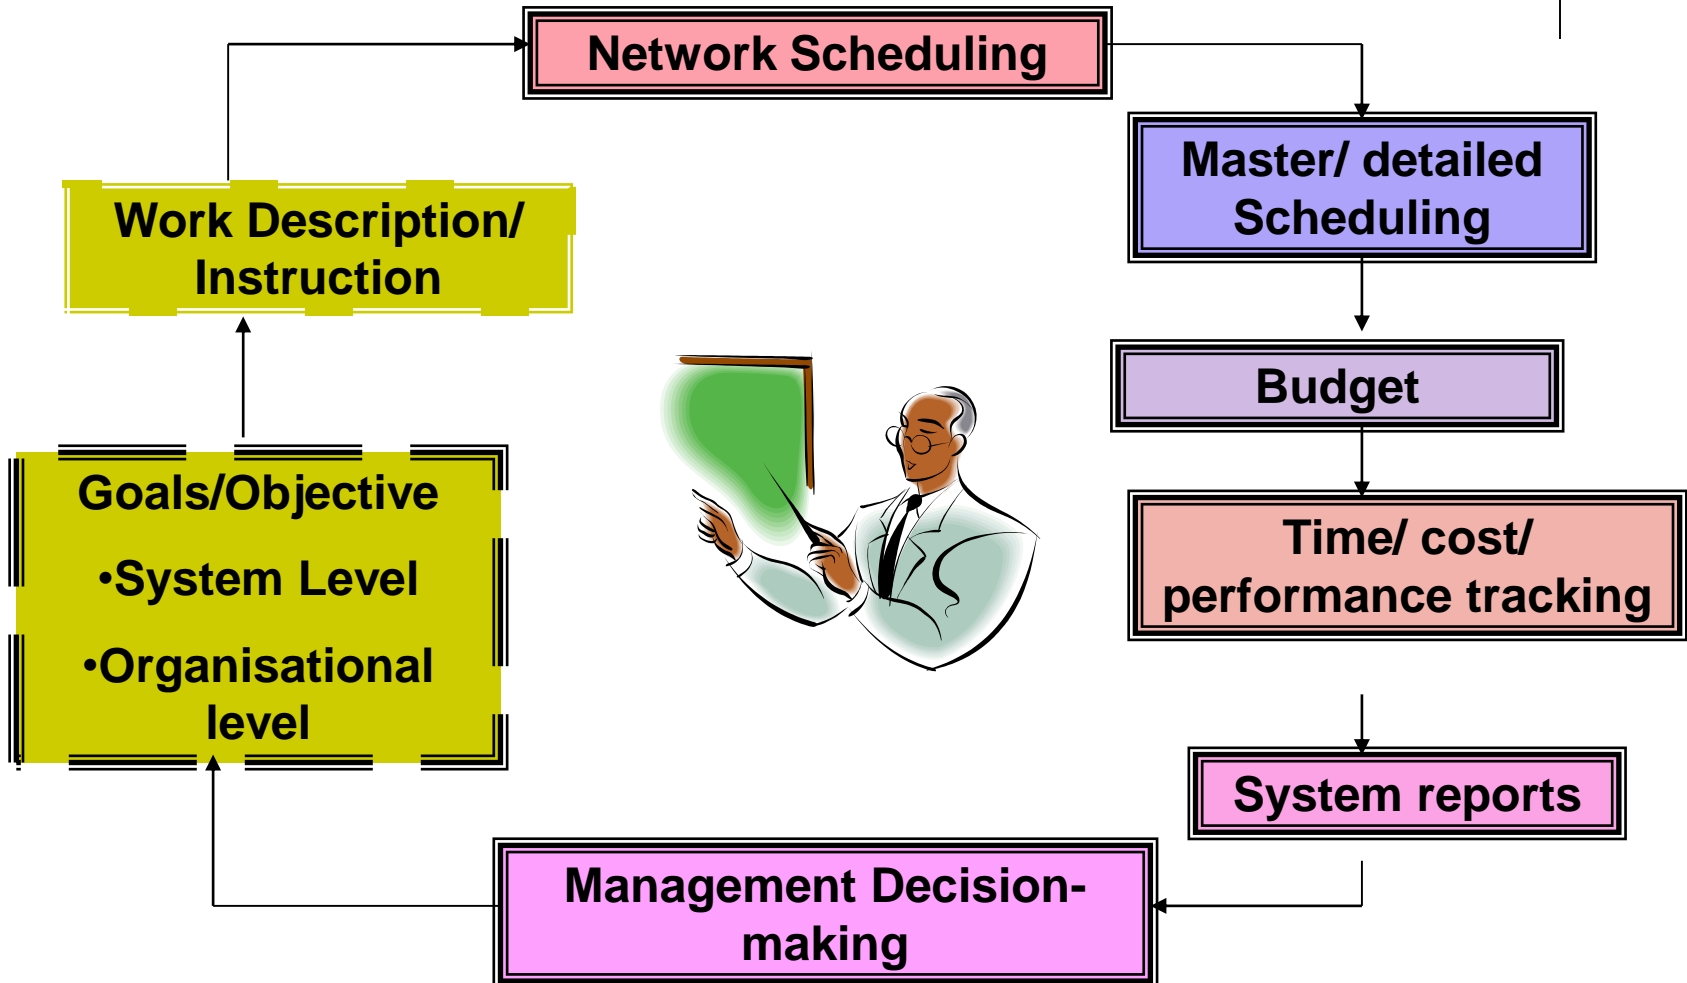 Network Scheduling
Master/ detailed
Scheduling
Work Description/
Instruction
Budget
Goals/Objective
•System Level
•Organisational
level
Time/ cost/
performance tracking
System reports
Management Decision-
making